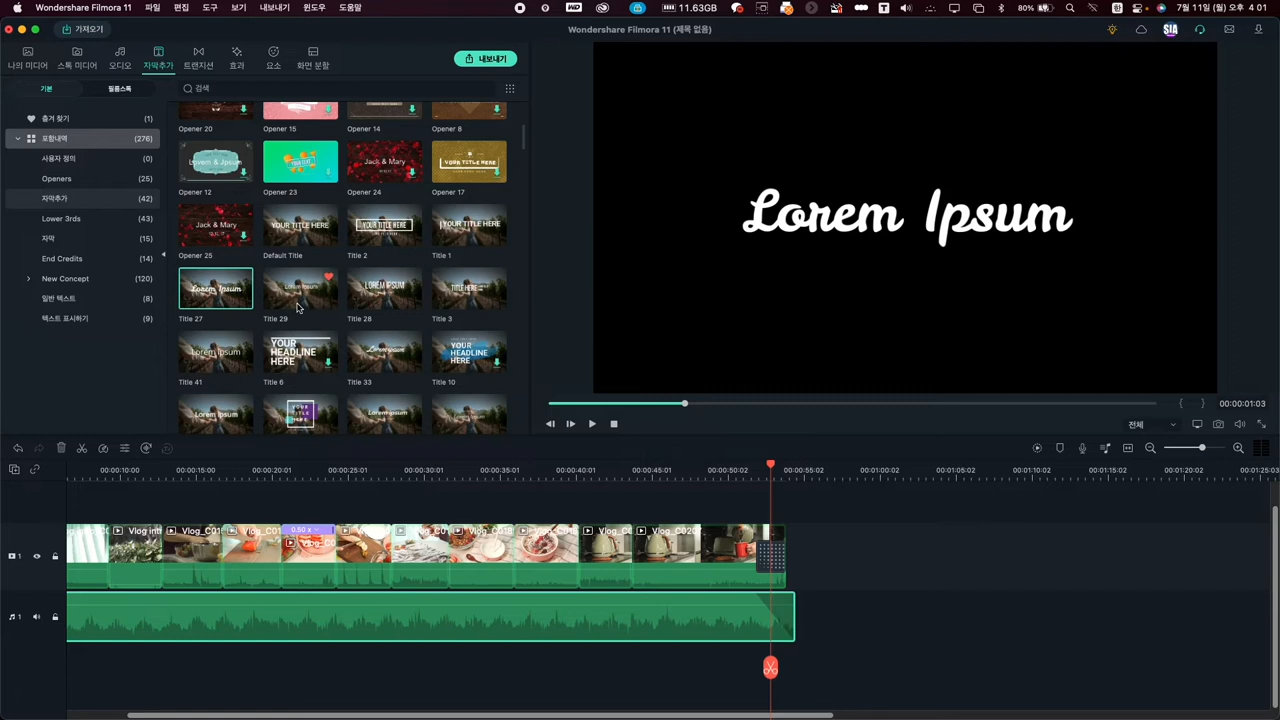 Wondershare Filmora 11 파일 편집 도구 보기 내보내기 윈도우 도움말 11.63GB 80% 7월 11일(월) 오후 4 01
가져오기 Wondershare Filmora 11 (제목 없음)
나의 미디어 스톡 미디어 오디오 자막추가 트랜지션 효과 요소 화면 분할 내보내기
기본 필름스톡 검색
즐겨 찾기 (1)
포함내역 (276)
사용자 정의 (0)
Openers (25)
자막추가 (42)
Lower 3rds (43)
자막 (15)
End Credits (14)
New Concept (120)
일반 텍스트 (8)
텍스트 표시하기 (9)
Opener 20 Opener 15 Opener 14 Opener 8
Jack & Mary
YOUR TITLE HERE
Opener 12 Opener 23 Opener 24 Opener 17
Jack & Mary YOUR TITLE HERE YOUR TITLE HERE YOUR TITLE HERE
Opener 25 Default Title Title 2 Title 1
Lorem Ipsum Lorem Ipsum LOREM IPSUM TITLE HERE
Title 27 Title 29 Title 28 Title 3
Lorem Ipsum YOUR HEADLINE HERE Lorem Ipsum YOUR HEADLINE HERE
Title 41 Title 6 Title 33 Title 10
Lorem Ipsum YOUR TITLE HERE Lorem Ipsum
Lorem Ipsum
00:00:01:03
전체
00:00:10:00 00:00:15:00 00:00:20:01 00:00:25:01 00:00:30:01 00:00:35:01 00:00:40:01 00:00:45:01 00:00:50:02 00:00:55:02 00:01:00:02 00:01:05:02 00:01:10:02 00:01:15:02 00:01:20:02 00:01:25:03
0.50 x
1
1